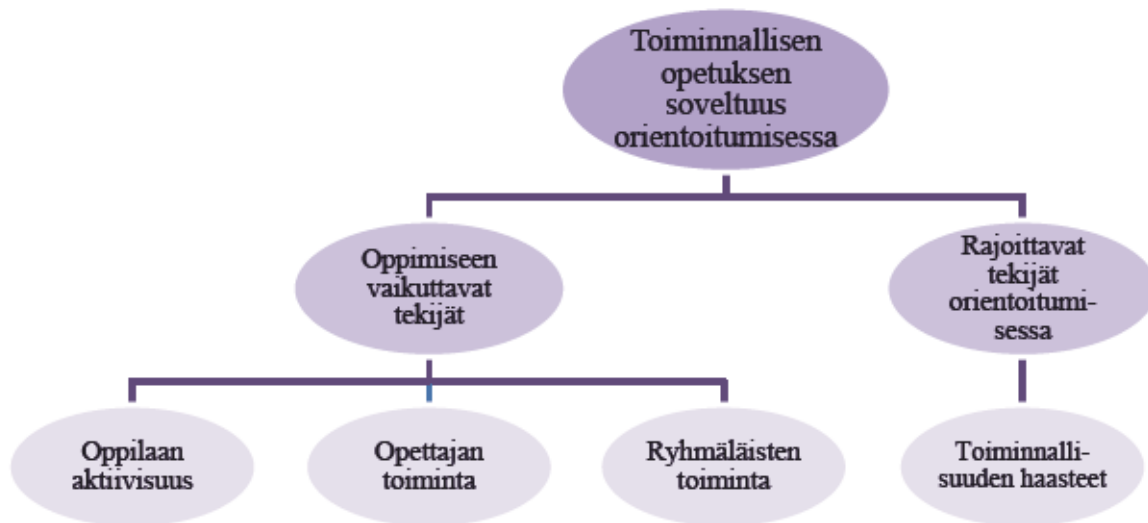 Toiminnallisen
opetuksen
soveltuus
orientoitumisessa
Oppimiseen
vaikuttavat
tekijät
Rajoittavat
tekijät
orientoitumi-
sessa
Oppilaan
aktiivisuus
Opettajan
toiminta
Ryhmäläisten
toiminta
Toiminnalli-
suuden haasteet